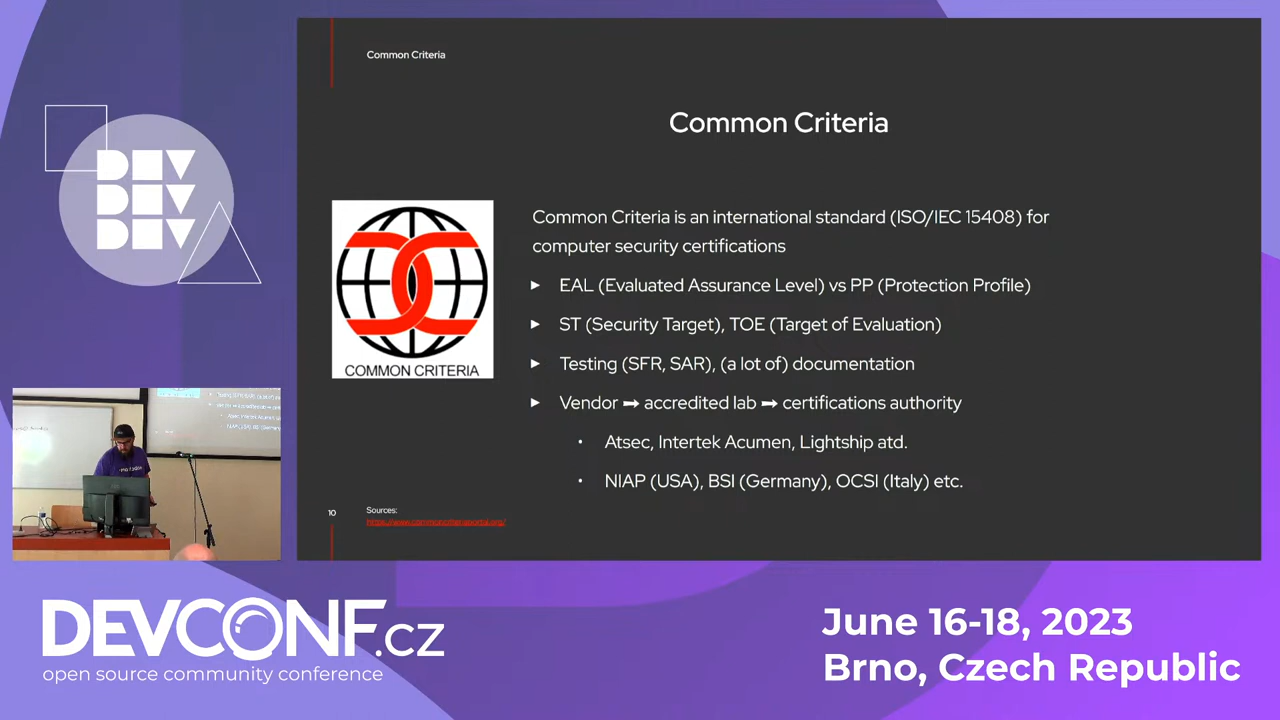 Common Criteria
Common Criteria
DEV
DEV
DEV
COMMON CRITERIA
Common Criteria is an international standard (ISO/IEC 15408) for
computer security certifications
► EAL (Evaluated Assurance Level) vs PP (Protection Profile)
► ST (Security Target), TOE (Target of Evaluation)
► Testing (SFR, SAR), (a lot of) documentation
► Vendor ➡ accredited lab ➡ certifications authority
• Atsec, Intertek Acumen, Lightship atd.
• NIAP (USA), BSI (Germany), OCSI (Italy) etc.
10
Sources:
https://www.commoncriteriaportal.org/
DEVCONF.cz
open source community conference
June 16-18, 2023
Brno, Czech Republic